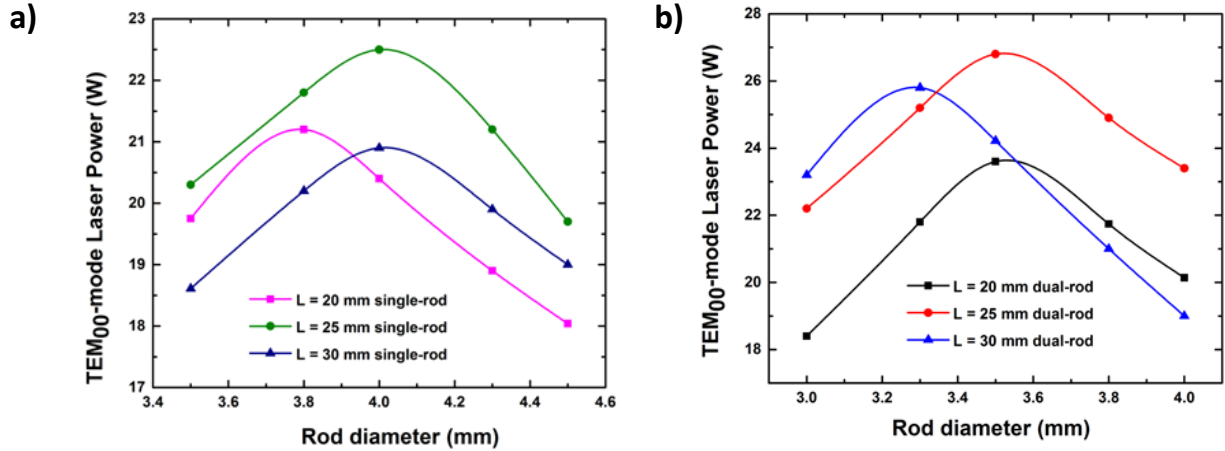 a)
23
22
21
20
19
18
17
TEM00-mode Laser Power (W)
L = 20 mm single-rod
L = 25 mm single-rod
L = 30 mm single-rod
3.4 3.6 3.8 4.0 4.2 4.4 4.6
Rod diameter (mm)
b)
28
26
24
22
20
18
TEM00-mode Laser Power (W)
L = 20 mm dual-rod
L = 25 mm dual-rod
L = 30 mm dual-rod
3.0 3.2 3.4 3.6 3.8 4.0
Rod diameter (mm)